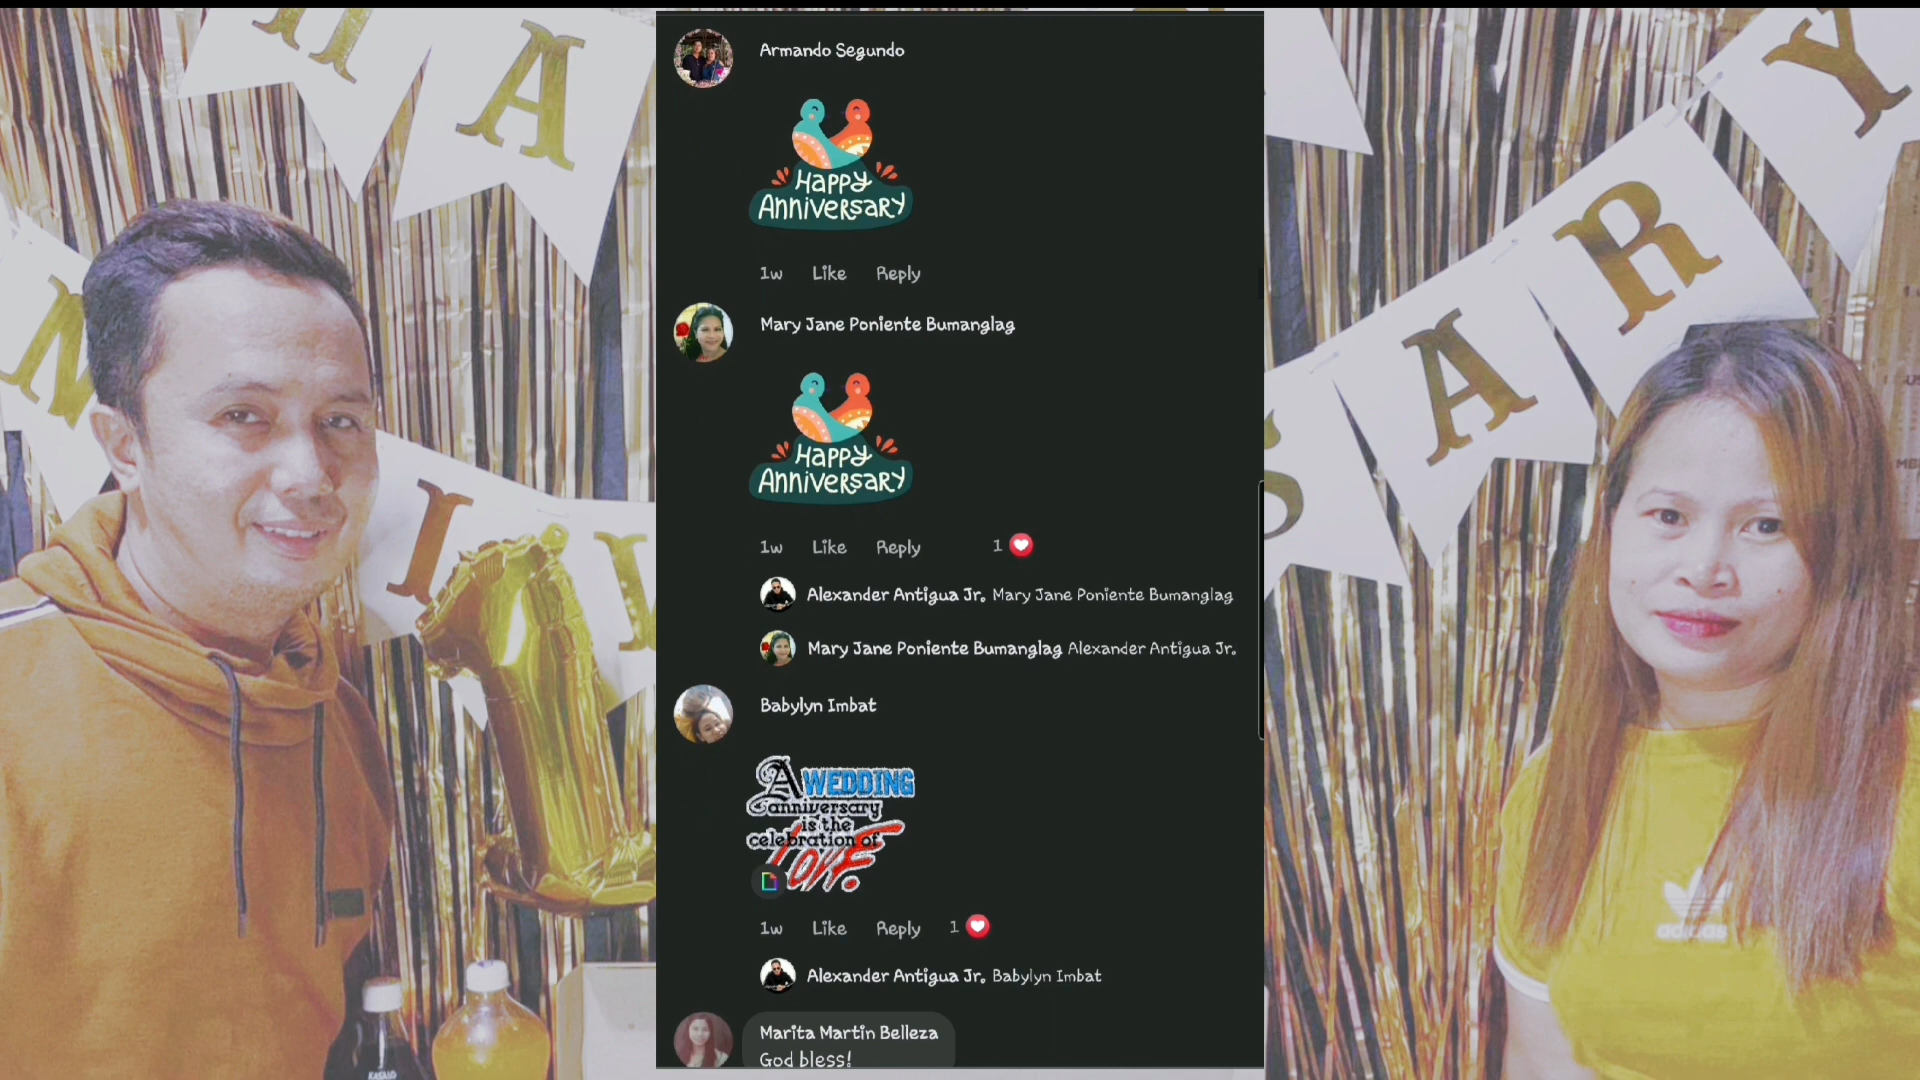 HA
Y
R
A
S
N
I
V
Armando Segundo
HAPPY
ANNIVERSARY
1w Like Reply
Mary Jane Poniente Bumanglag
HAPPY
ANNIVERSARY
1w Like Reply 1
Alexander Antigua Jr. Mary Jane Poniente Bumanglag
Mary Jane Poniente Bumanglag Alexander Antigua Jr.
Babylyn Imbat
A WEDDING
anniversary
is the
celebration of
LOVE.
1w Like Reply 1
Alexander Antigua Jr. Babylyn Imbat
Marita Martin Belleza
God bless!
adidas